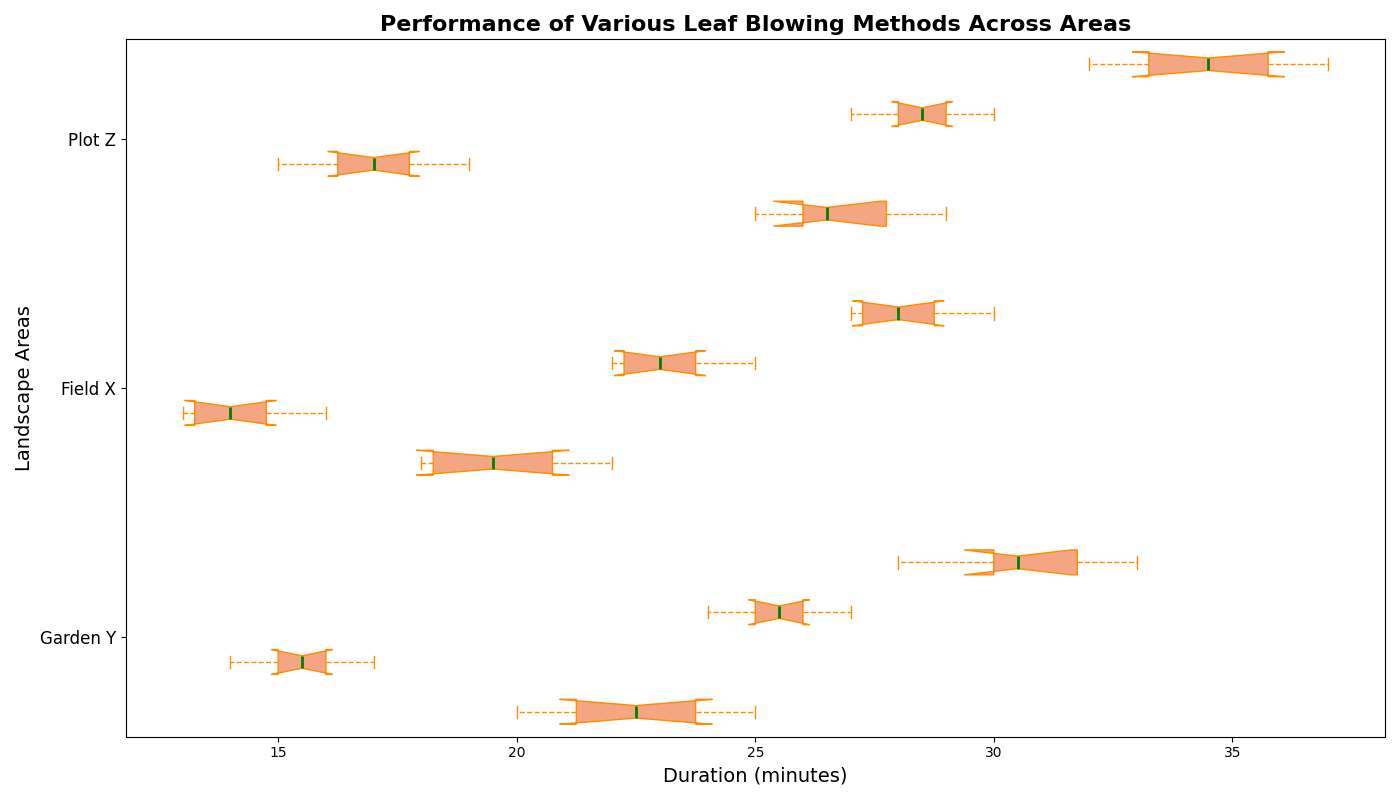 Performance of Various Leaf Blowing Methods Across Areas
Landscape Areas
Plot Z
Field X
Garden Y
15 20 25 30 35
Duration (minutes)